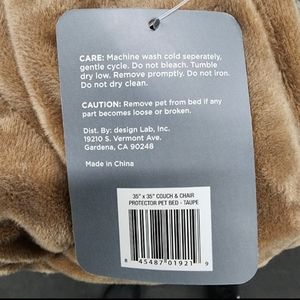 CARE: Machine wash cold seperately,
gentle cycle. Do not bleach. Tumble
dry low. Remove promptly. Do not iron.
Do not dry clean.
CAUTION: Remove pet from bed if any
part becomes loose or broken.
Dist. By: design Lab, Inc.
19210 S. Vermont Ave.
Gardena, CA 90248
Made in China
35" x 35" COUCH & CHAIR
PROTECTOR PET BED - TAUPE
8 45487 01921 9